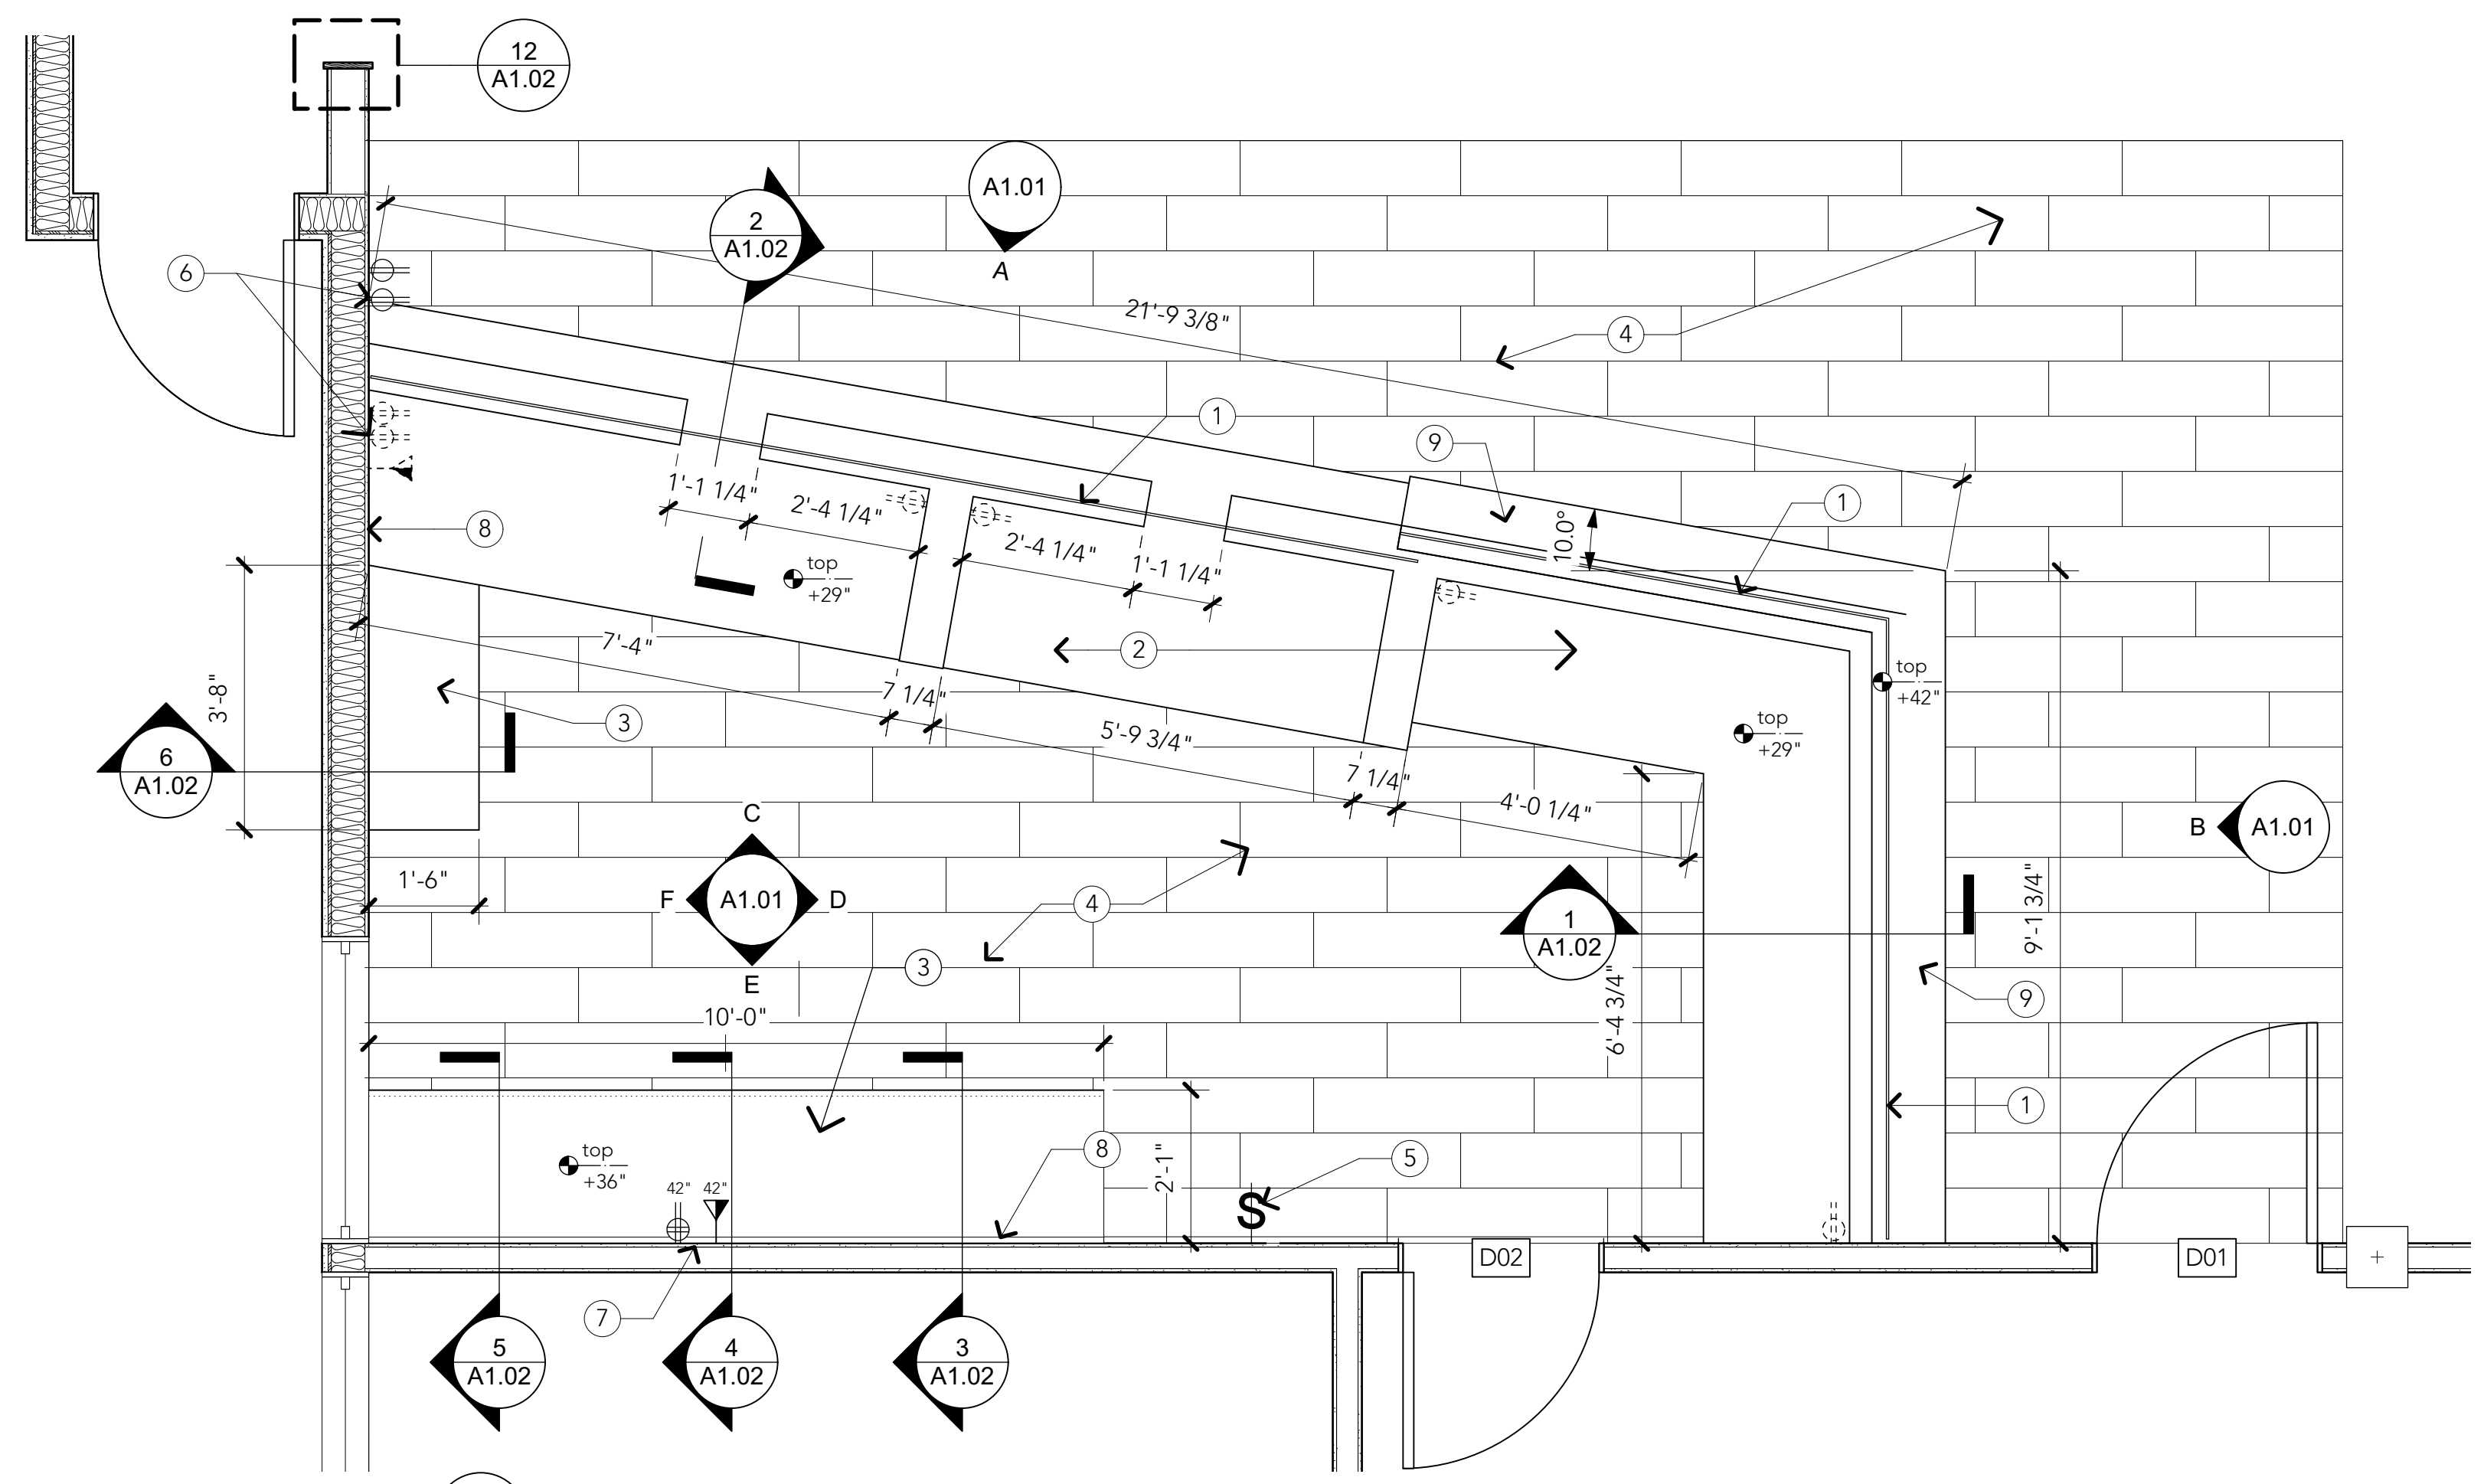 12
A1.02
A1.01
A
2
A1.02
6
21'-9 3/8"
4
1
9
1
10.0°
8
1'-1 1/4"
2'-4 1/4"
2'-4 1/4"
1'-1 1/4"
top
+29"
7'-4"
2
top
+42"
3'-8"
3
7 1/4"
5'-9 3/4"
top
+29"
6
A1.02
7 1/4"
4'-0 1/4"
C
B
A1.01
1'-6"
F
A1.01
D
4
1
A1.02
9'-1 3/4"
E
3
10'-0"
6'-4 3/4"
9
1
8
2'-1"
5
top
+36"
42"
42"
S
D02
D01
7
5
A1.02
4
A1.02
3
A1.02